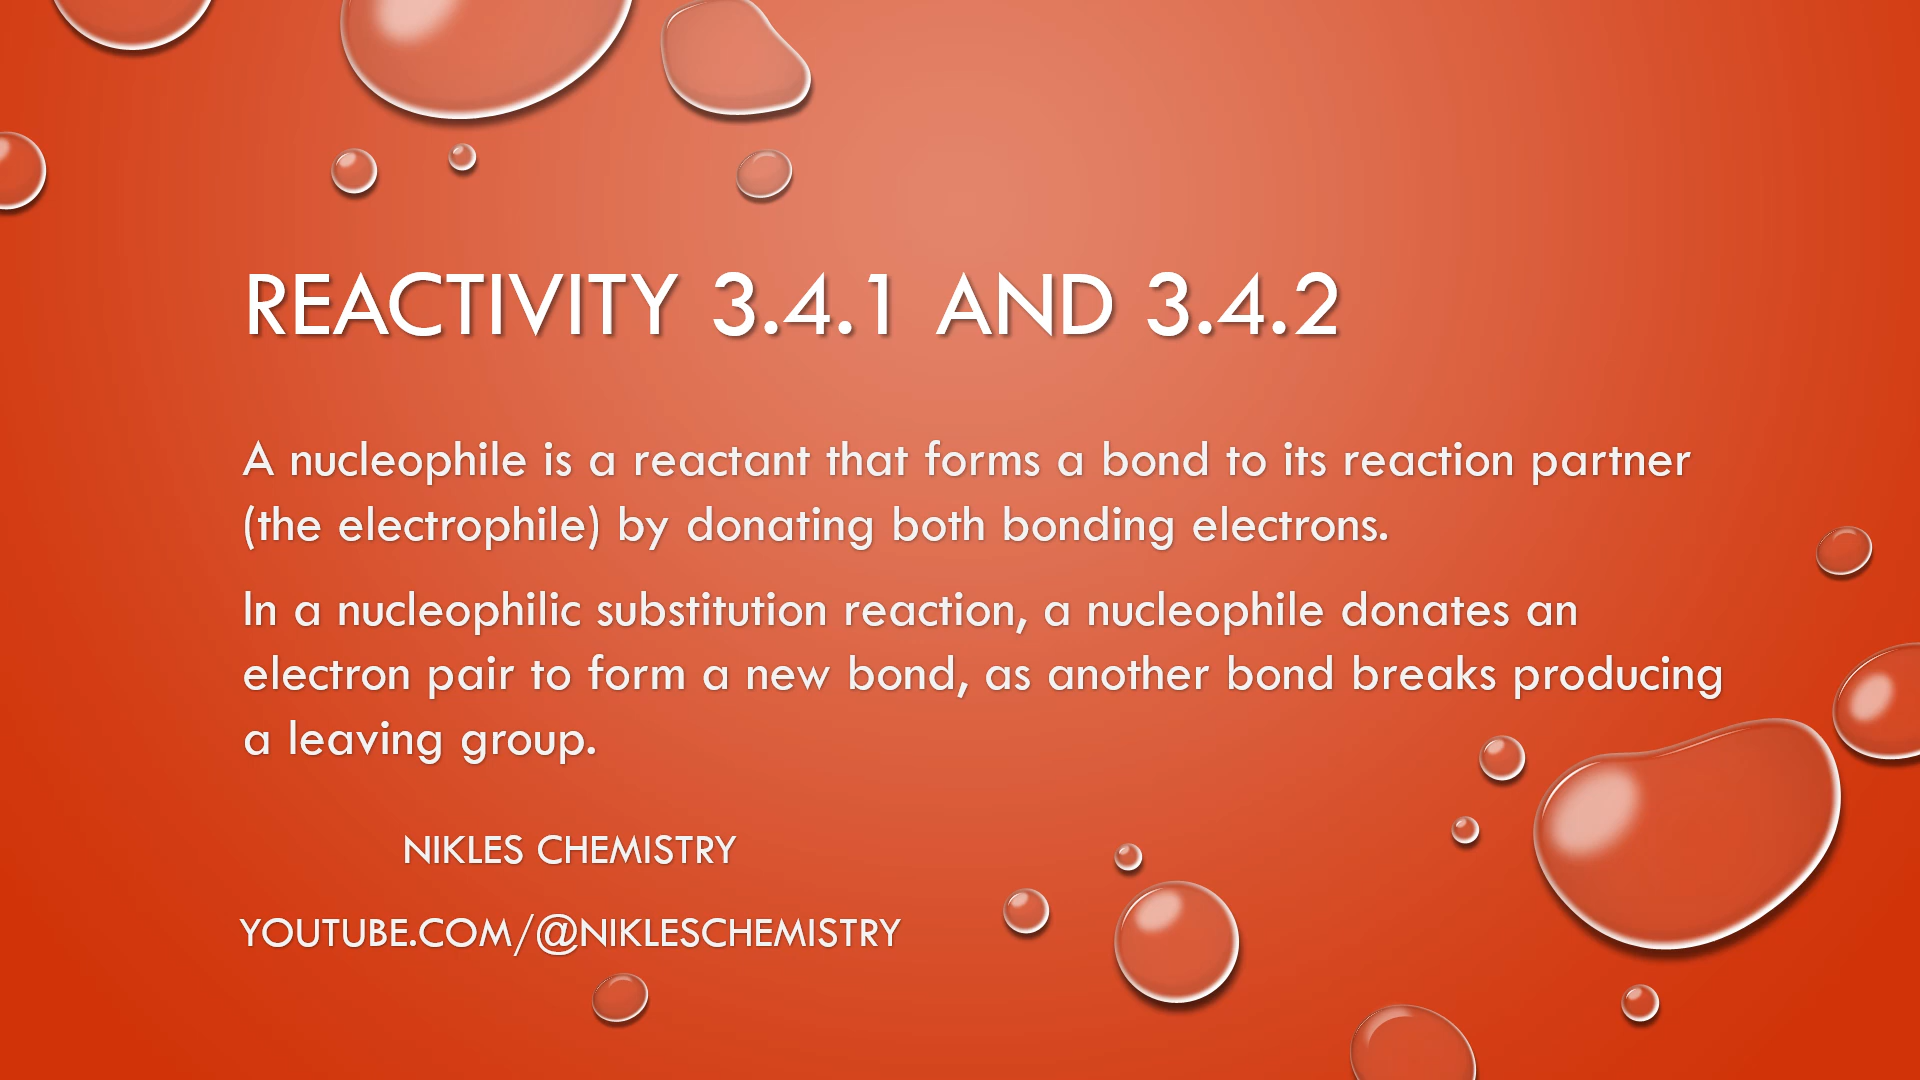 REACTIVITY 3.4.1 AND 3.4.2
A nucleophile is a reactant that forms a bond to its reaction partner
(the electrophile) by donating both bonding electrons.
In a nucleophilic substitution reaction, a nucleophile donates an
electron pair to form a new bond, as another bond breaks producing
a leaving group.
NIKLES CHEMISTRY
YOUTUBE.COM/@NIKLESCHEMISTRY